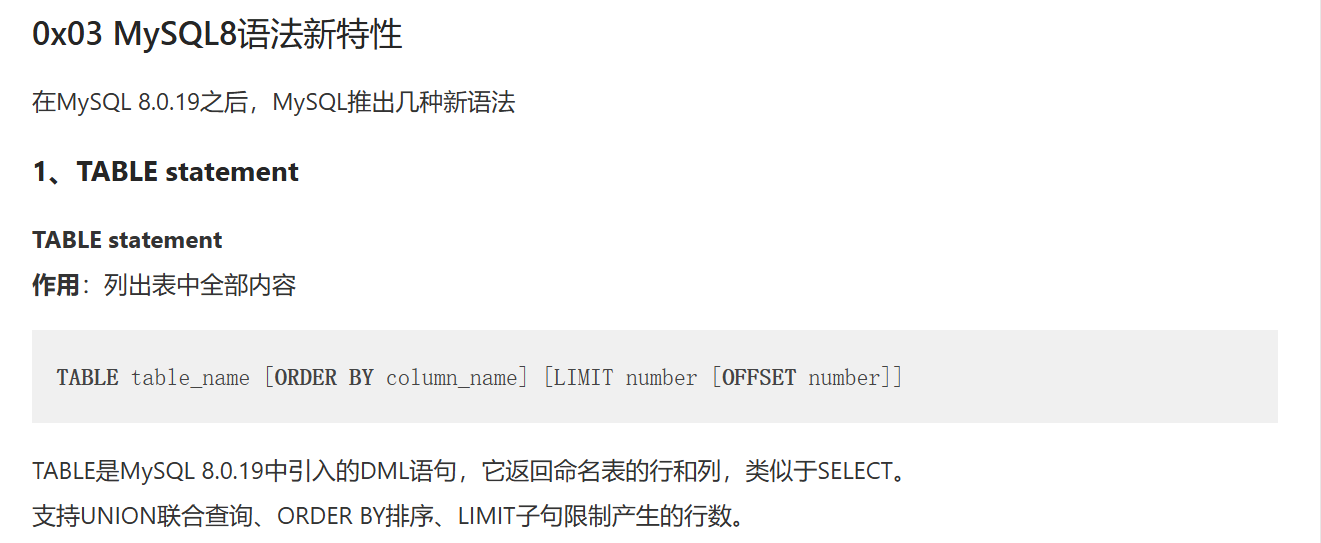 0x03 MySQL8语法新特性
在MySQL 8.0.19之后，MySQL推出几种新语法
1、TABLE statement
TABLE statement
作用：列出表中全部内容
TABLE table_name [ORDER BY column_name] [LIMIT number [OFFSET number]]
TABLE是MySQL 8.0.19中引入的DML语句，它返回命名表的行和列，类似于SELECT。
支持UNION联合查询、ORDER BY排序、LIMIT子句限制产生的行数。